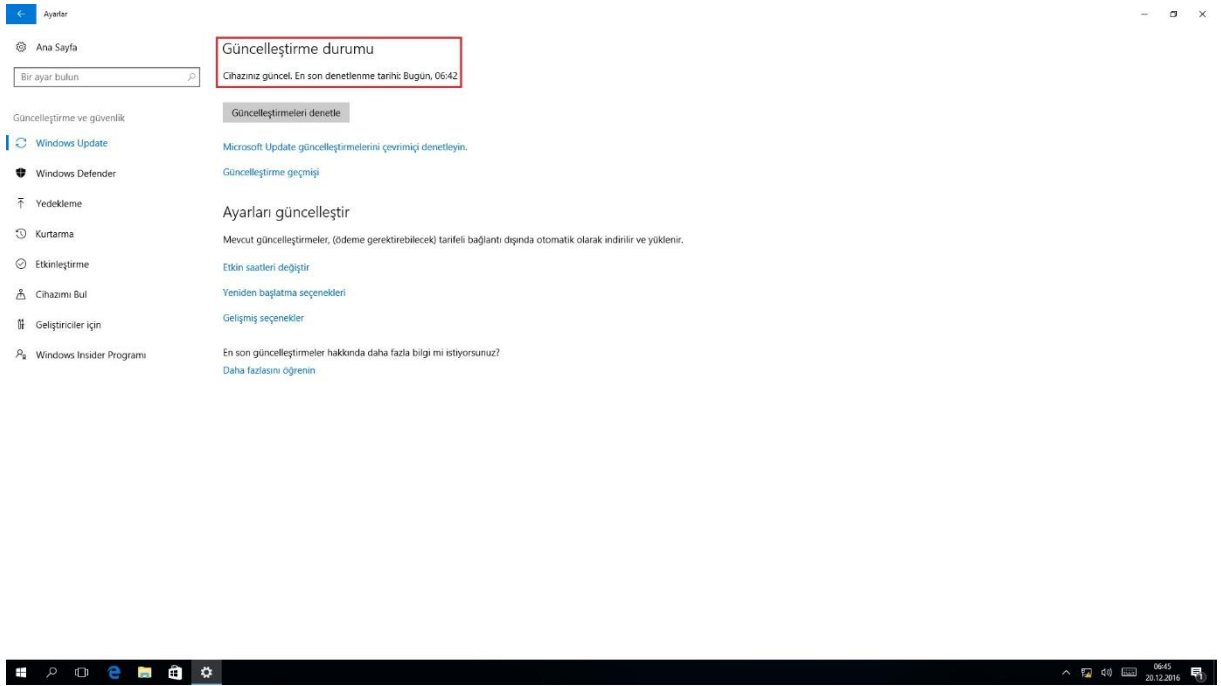 Ayarlar
Ana Sayfa
Bir ayar bulun
Güncelleştirme ve güvenlik
Windows Update
Windows Defender
Yedekleme
Kurtarma
Etkinleştirme
Cihazımı Bul
Geliştiriciler için
Windows Insider Programı
Güncelleştirme durumu
Cihazınız güncel. En son denetlenme tarihi: Bugün, 06:42
Güncelleştirmeleri denetle
Microsoft Update güncelleştirmelerini çevrimiçi denetleyin.
Güncelleştirme geçmişi
Ayarları güncelleştir
Mevcut güncelleştirmeler, (ödeme gerektirebilecek) tarifeli bağlantı dışında otomatik olarak indirilir ve yüklenir.
Etkin saatleri değiştir
Yeniden başlatma seçenekleri
Gelişmiş seçenekler
En son güncelleştirmeler hakkında daha fazla bilgi mi istiyorsunuz?
Daha fazlasını öğrenin
06:45
20.12.2016